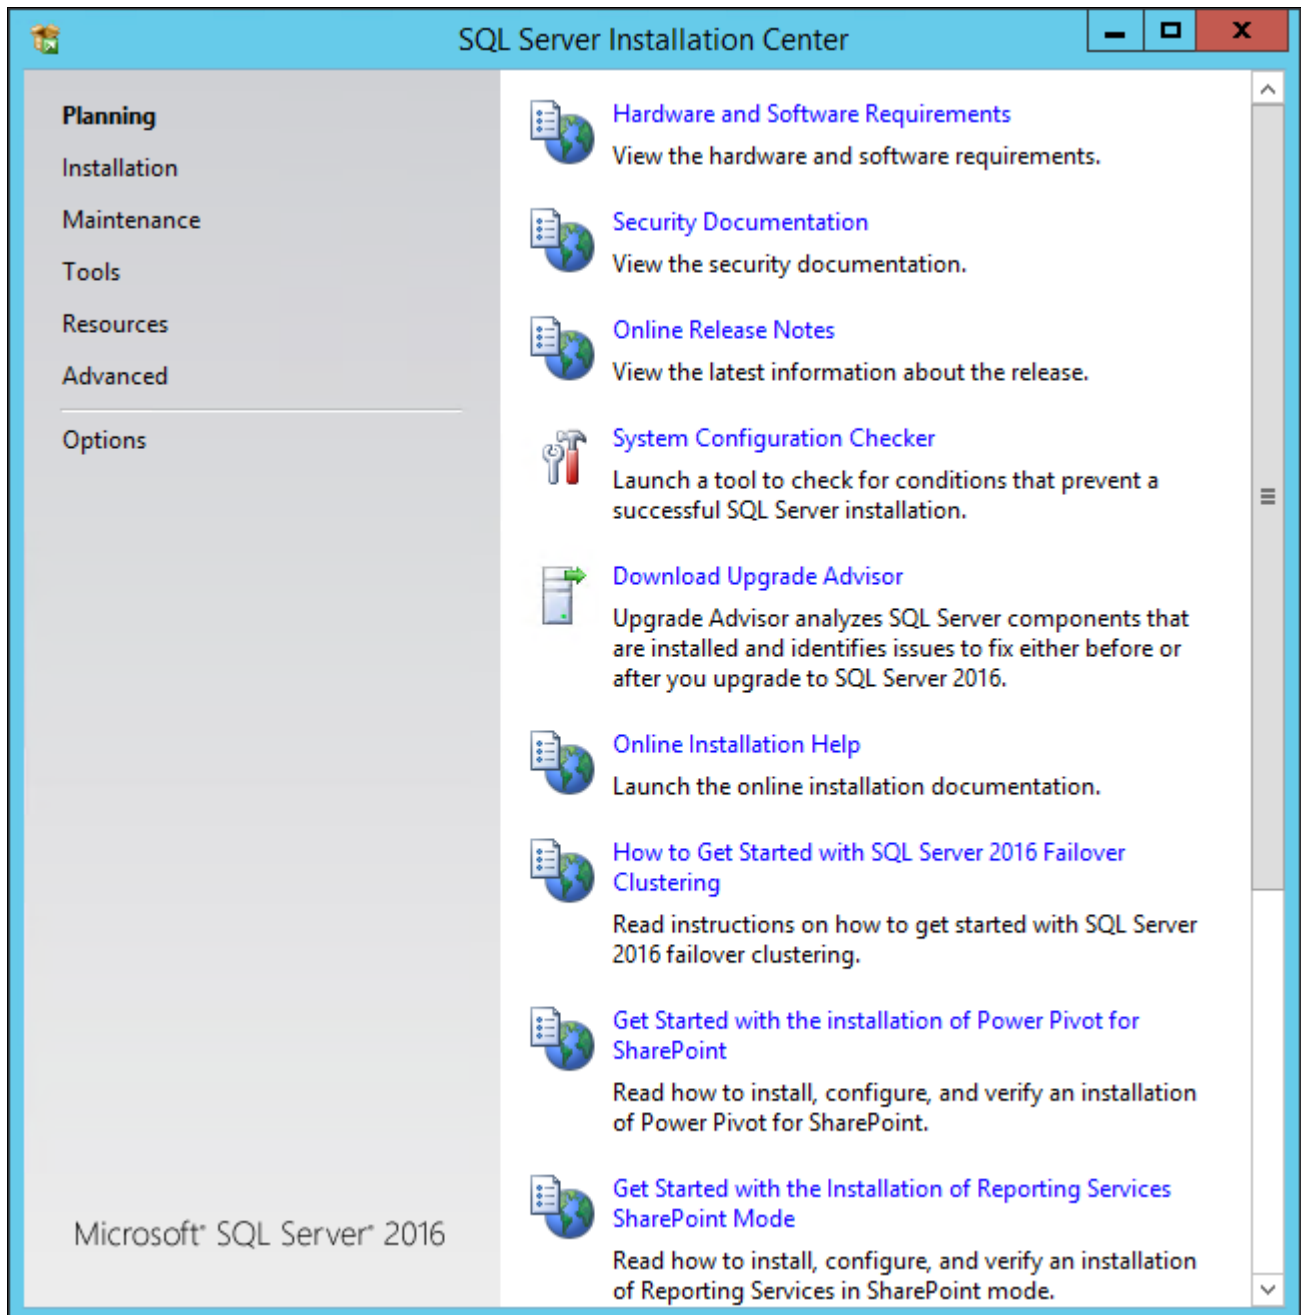 SQL Server Installation Center
Planning
Installation
Maintenance
Tools
Resources
Advanced
Options
Microsoft® SQL Server® 2016
Hardware and Software Requirements
View the hardware and software requirements.
Security Documentation
View the security documentation.
Online Release Notes
View the latest information about the release.
System Configuration Checker
Launch a tool to check for conditions that prevent a
successful SQL Server installation.
Download Upgrade Advisor
Upgrade Advisor analyzes SQL Server components that
are installed and identifies issues to fix either before or
after you upgrade to SQL Server 2016.
Online Installation Help
Launch the online installation documentation.
How to Get Started with SQL Server 2016 Failover
Clustering
Read instructions on how to get started with SQL Server
2016 failover clustering.
Get Started with the installation of Power Pivot for
SharePoint
Read how to install, configure, and verify an installation
of Power Pivot for SharePoint.
Get Started with the Installation of Reporting Services
SharePoint Mode
Read how to install, configure, and verify an installation
of Reporting Services in SharePoint mode.